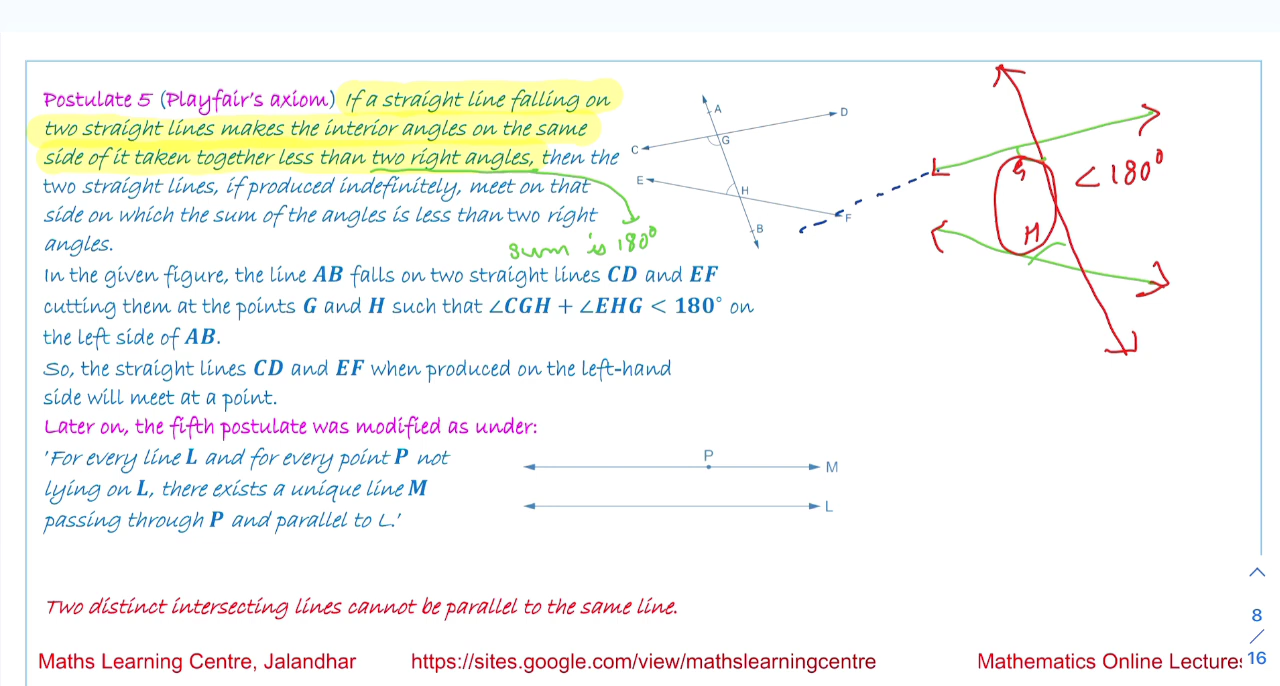 Postulate 5 (Playfair's axiom) If a straight line falling on
two straight lines makes the interior angles on the same
side of it taken together less than two right angles, then the
two straight lines, if produced indefinitely, meet on that
side on which the sum of the angles is less than two right
angles.
sum is 180°
In the given figure, the line AB falls on two straight lines CD and EF
cutting them at the points G and H such that ∠CGH + ∠EHG < 180° on
the left side of AB.
So, the straight lines CD and EF when produced on the left-hand
side will meet at a point.
Later on, the fifth postulate was modified as under:
'For every line L and for every point P not
lying on L, there exists a unique line M
passing through P and parallel to L.'
A
D
G
C
E
H
F
B
G
< 180°
H
P
M
L
Two distinct intersecting lines cannot be parallel to the same line.
Maths Learning Centre, Jalandhar
https://sites.google.com/view/mathslearningcentre
Mathematics Online Lectures
8
/
16